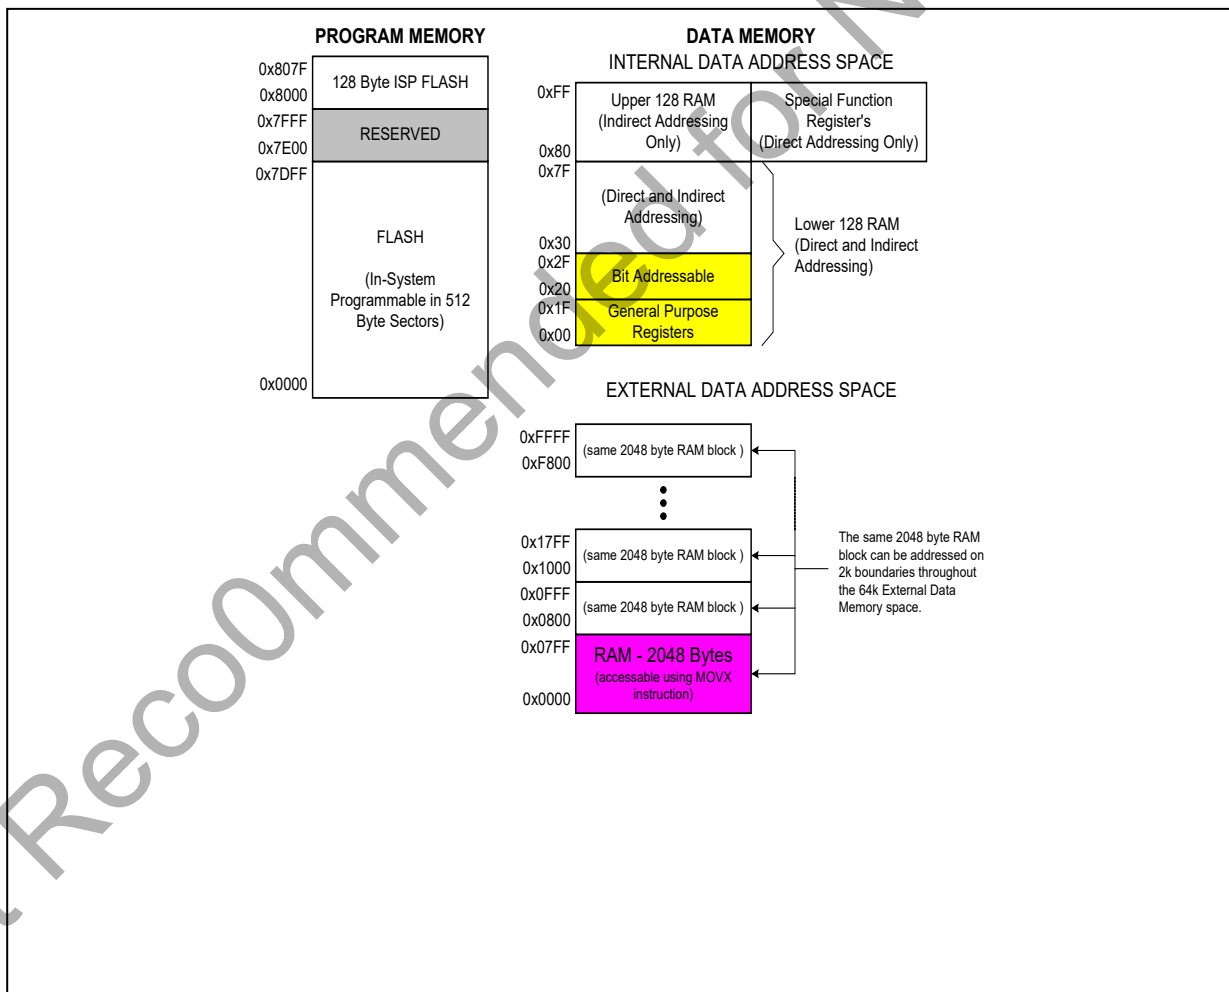 PROGRAM MEMORY
0x807F
0x8000
128 Byte ISP FLASH
0x7FFF
0x7E00
RESERVED
0x7DFF
FLASH
(In-System
Programmable in 512
Byte Sectors)
0x0000
DATA MEMORY
INTERNAL DATA ADDRESS SPACE
0xFF
Upper 128 RAM
(Indirect Addressing
Only)
0x80
Special Function
Register's
(Direct Addressing Only)
0x7F
(Direct and Indirect
Addressing)
0x30
Lower 128 RAM
(Direct and Indirect
Addressing)
0x2F
Bit Addressable
0x20
0x1F
General Purpose
Registers
0x00
EXTERNAL DATA ADDRESS SPACE
0xFFFF
(same 2048 byte RAM block )
0xF800
0x17FF
(same 2048 byte RAM block )
0x1000
0x0FFF
(same 2048 byte RAM block )
0x0800
0x07FF
RAM - 2048 Bytes
(accessable using MOVX
instruction)
0x0000
The same 2048 byte RAM
block can be addressed on
2k boundaries throughout
the 64k External Data
Memory space.
Reco0mmended for